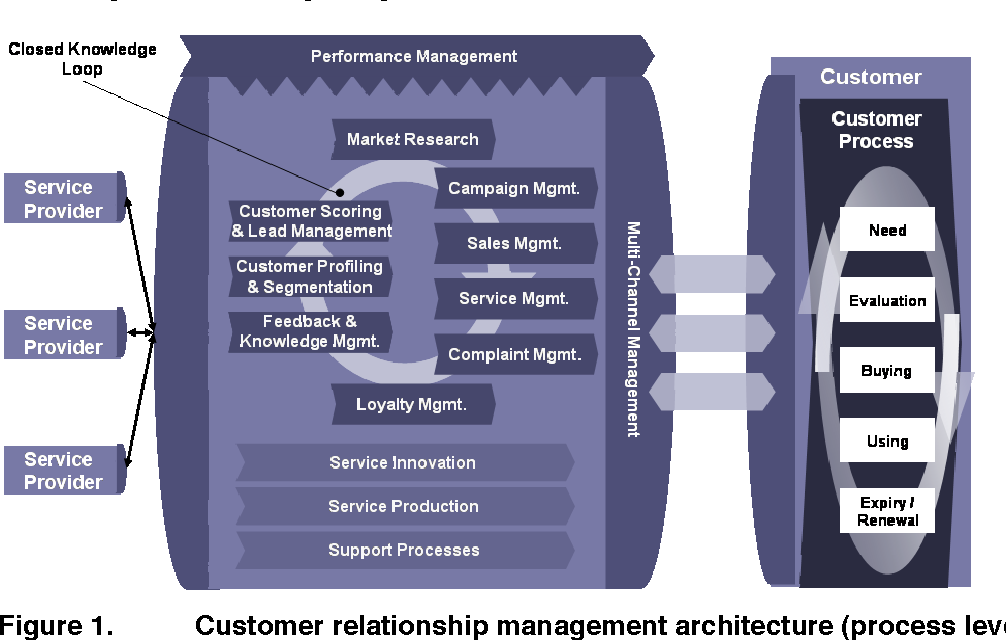 Closed Knowledge
Loop
Performance Management
Customer
Customer
Process
Market Research
Campaign Mgmt.
Service
Provider
Customer Scoring
& Lead Management
Sales Mgmt.
Need
Customer Profiling
& Segmentation
Service Mgmt.
Evaluation
Service
Provider
Feedback &
Knowledge Mgmt.
Complaint Mgmt.
Multi-Channel Management
Buying
Loyalty Mgmt.
Using
Service
Provider
Service Innovation
Service Production
Support Processes
Expiry /
Renewal
Figure 1. Customer relationship management architecture (process